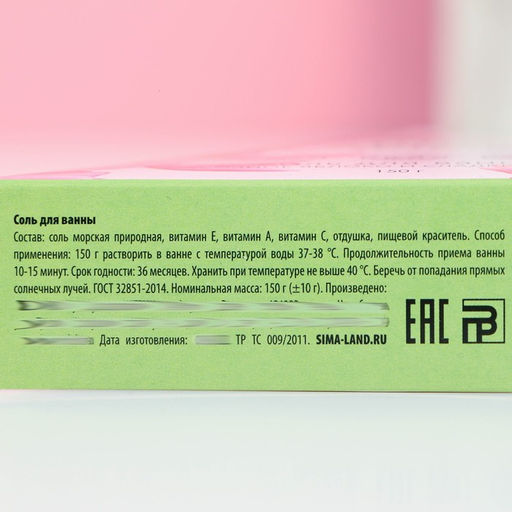 150 г
Соль для ванны
Состав: соль морская природная, витамин Е, витамин А, витамин С, отдушка, пищевой краситель. Способ
применения: 150 г растворить в ванне с температурой воды 37-38 °С. Продолжительность приема ванны
10-15 минут. Срок годности: 36 месяцев. Хранить при температуре не выше 40 °С. Беречь от попадания прямых
солнечных лучей. ГОСТ 32851-2014. Номинальная масса: 150 г (±10 г). Произведено:
Дата изготовления: ТР ТС 009/2011. SIMA-LAND.RU
ЕАС